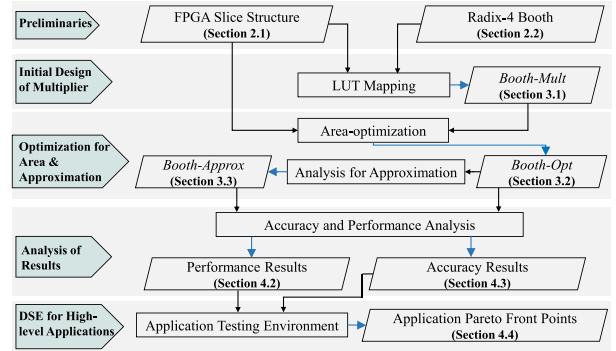 Preliminaries
FPGA Slice Structure
(Section 2.1)
Radix-4 Booth
(Section 2.2)
Initial Design
of Multiplier
LUT Mapping
Booth-Mult
(Section 3.1)
Optimization for
Area &
Approximation
Area-optimization
Booth-Approx
(Section 3.3)
Analysis for Approximation
Booth-Opt
(Section 3.2)
Analysis of
Results
Accuracy and Performance Analysis
Performance Results
(Section 4.2)
Accuracy Results
(Section 4.3)
DSE for High-
level Applications
Application Testing Environment
Application Pareto Front Points
(Section 4.4)